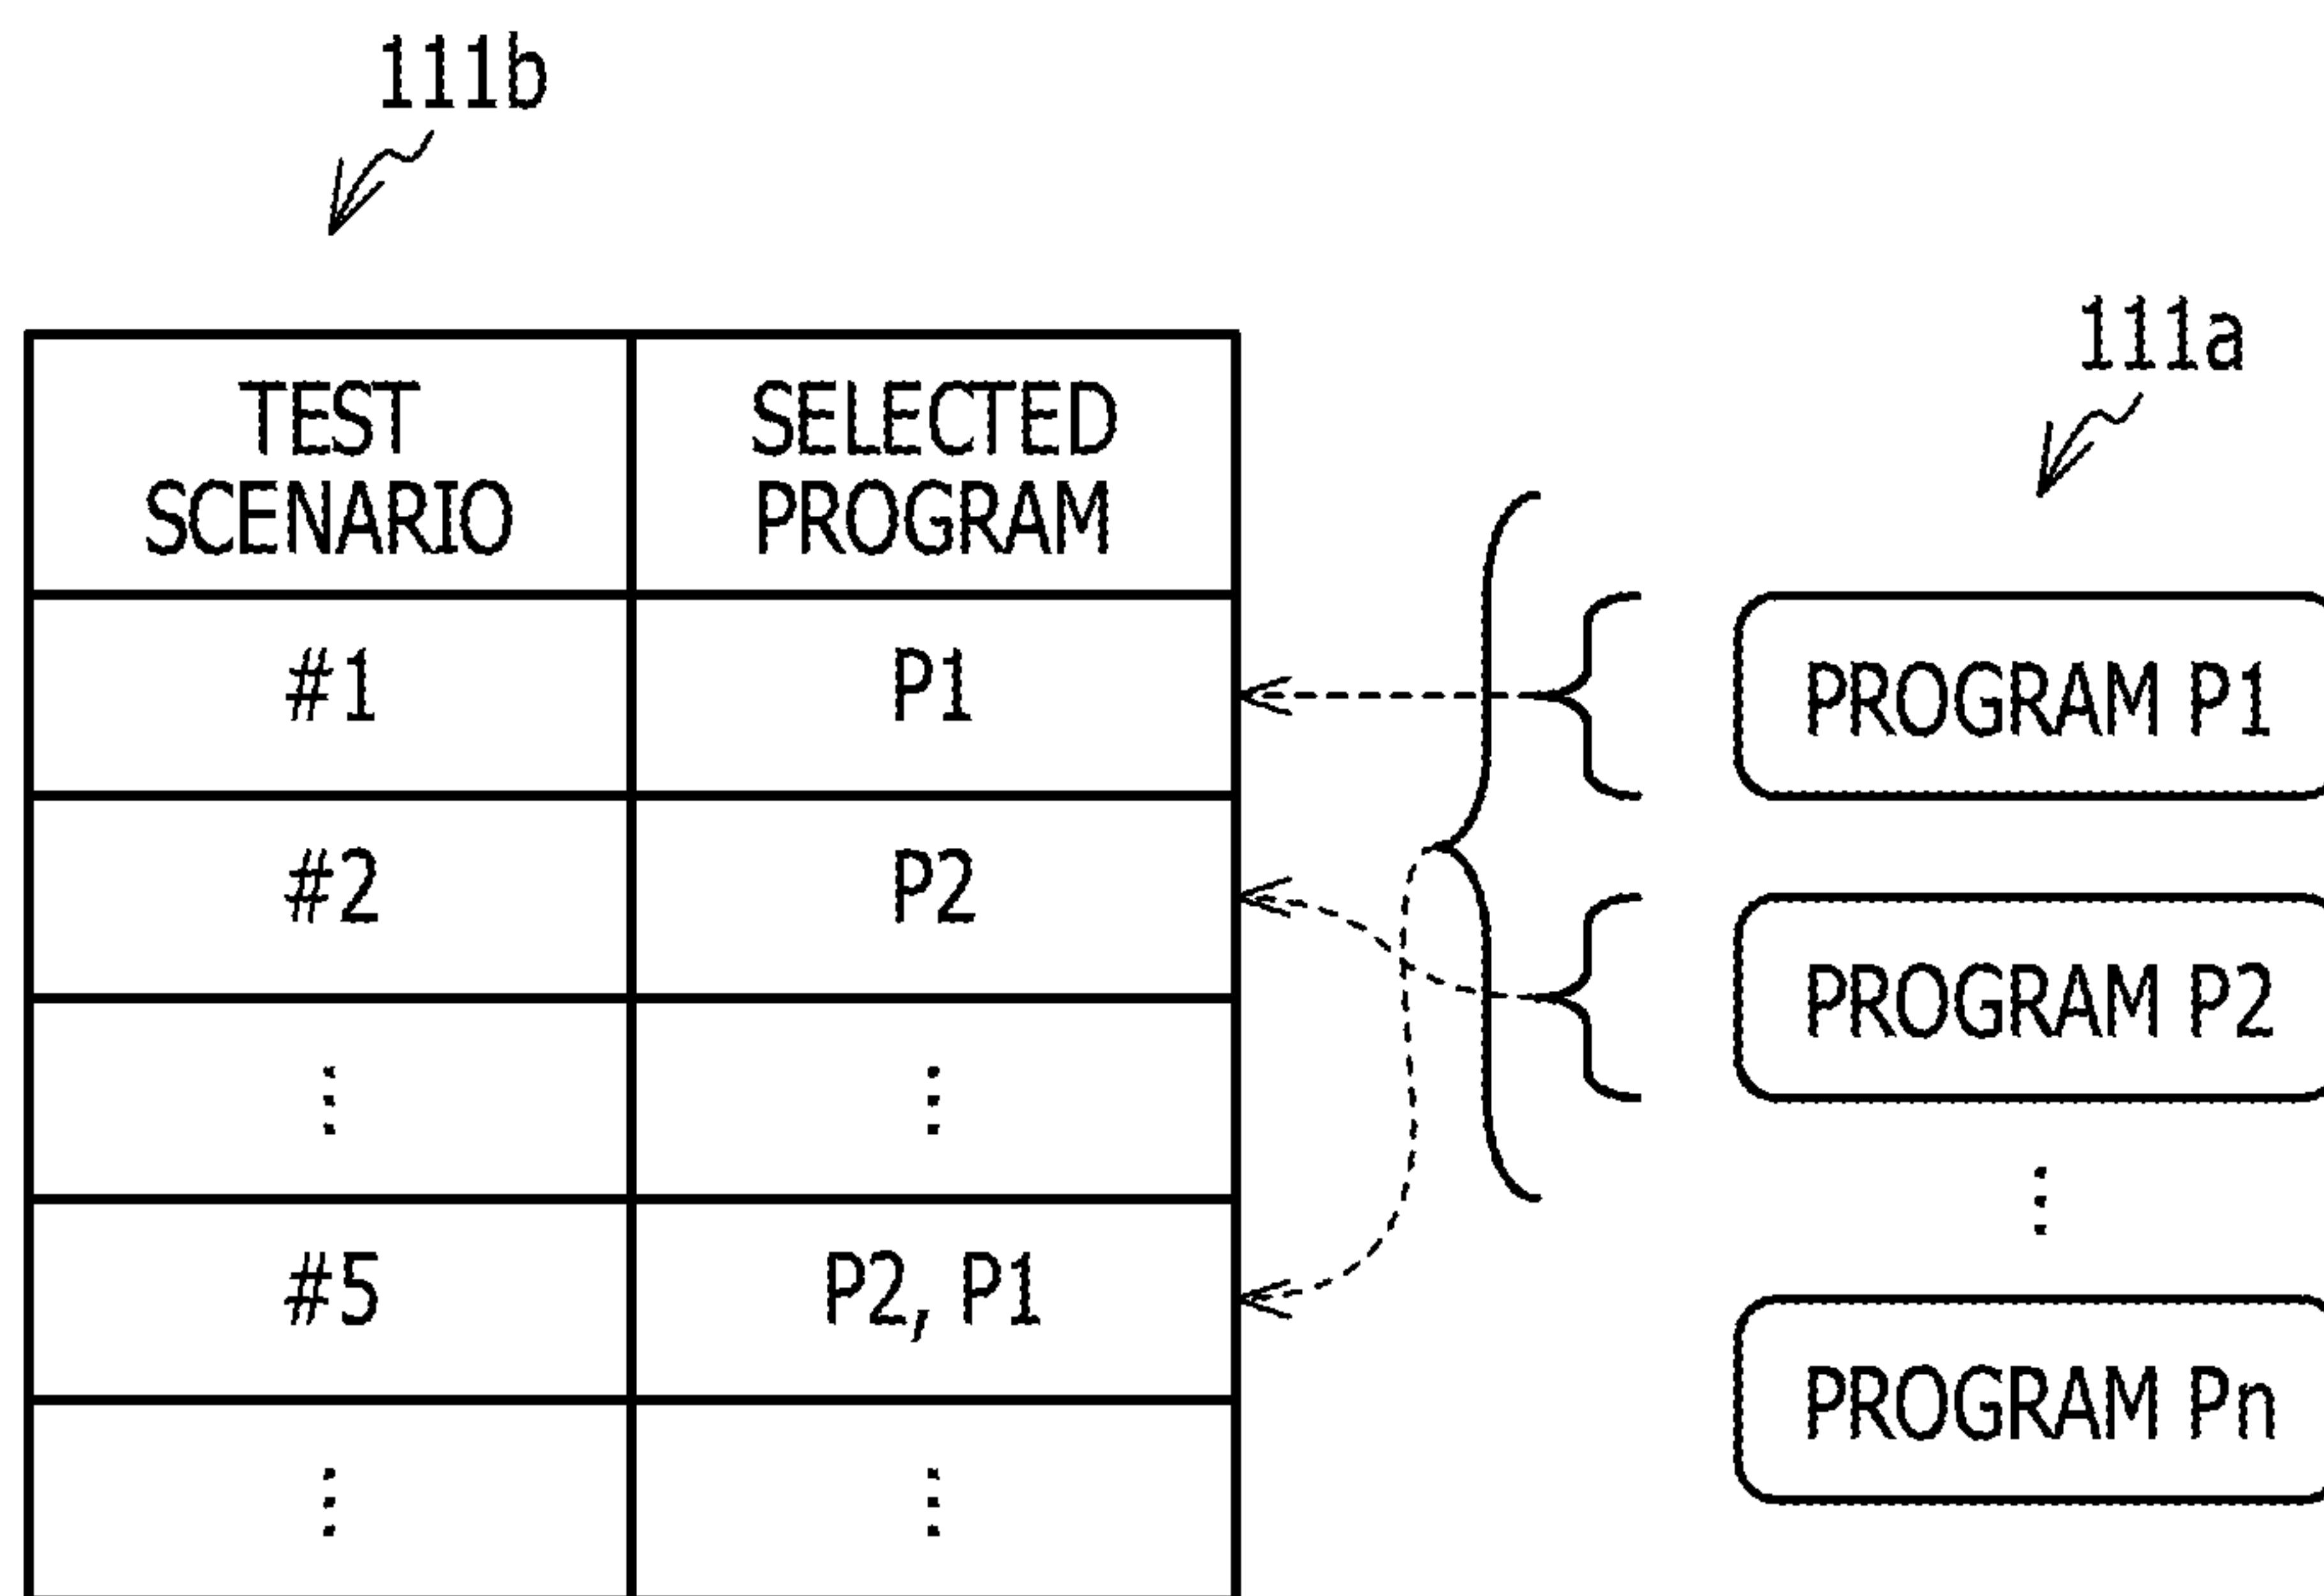 111b
111a
TEST
SCENARIO
SELECTED
PROGRAM
#1
P1
#2
P2
⋮
⋮
#5
P2, P1
⋮
⋮
PROGRAM P1
PROGRAM P2
⋮
PROGRAM Pn